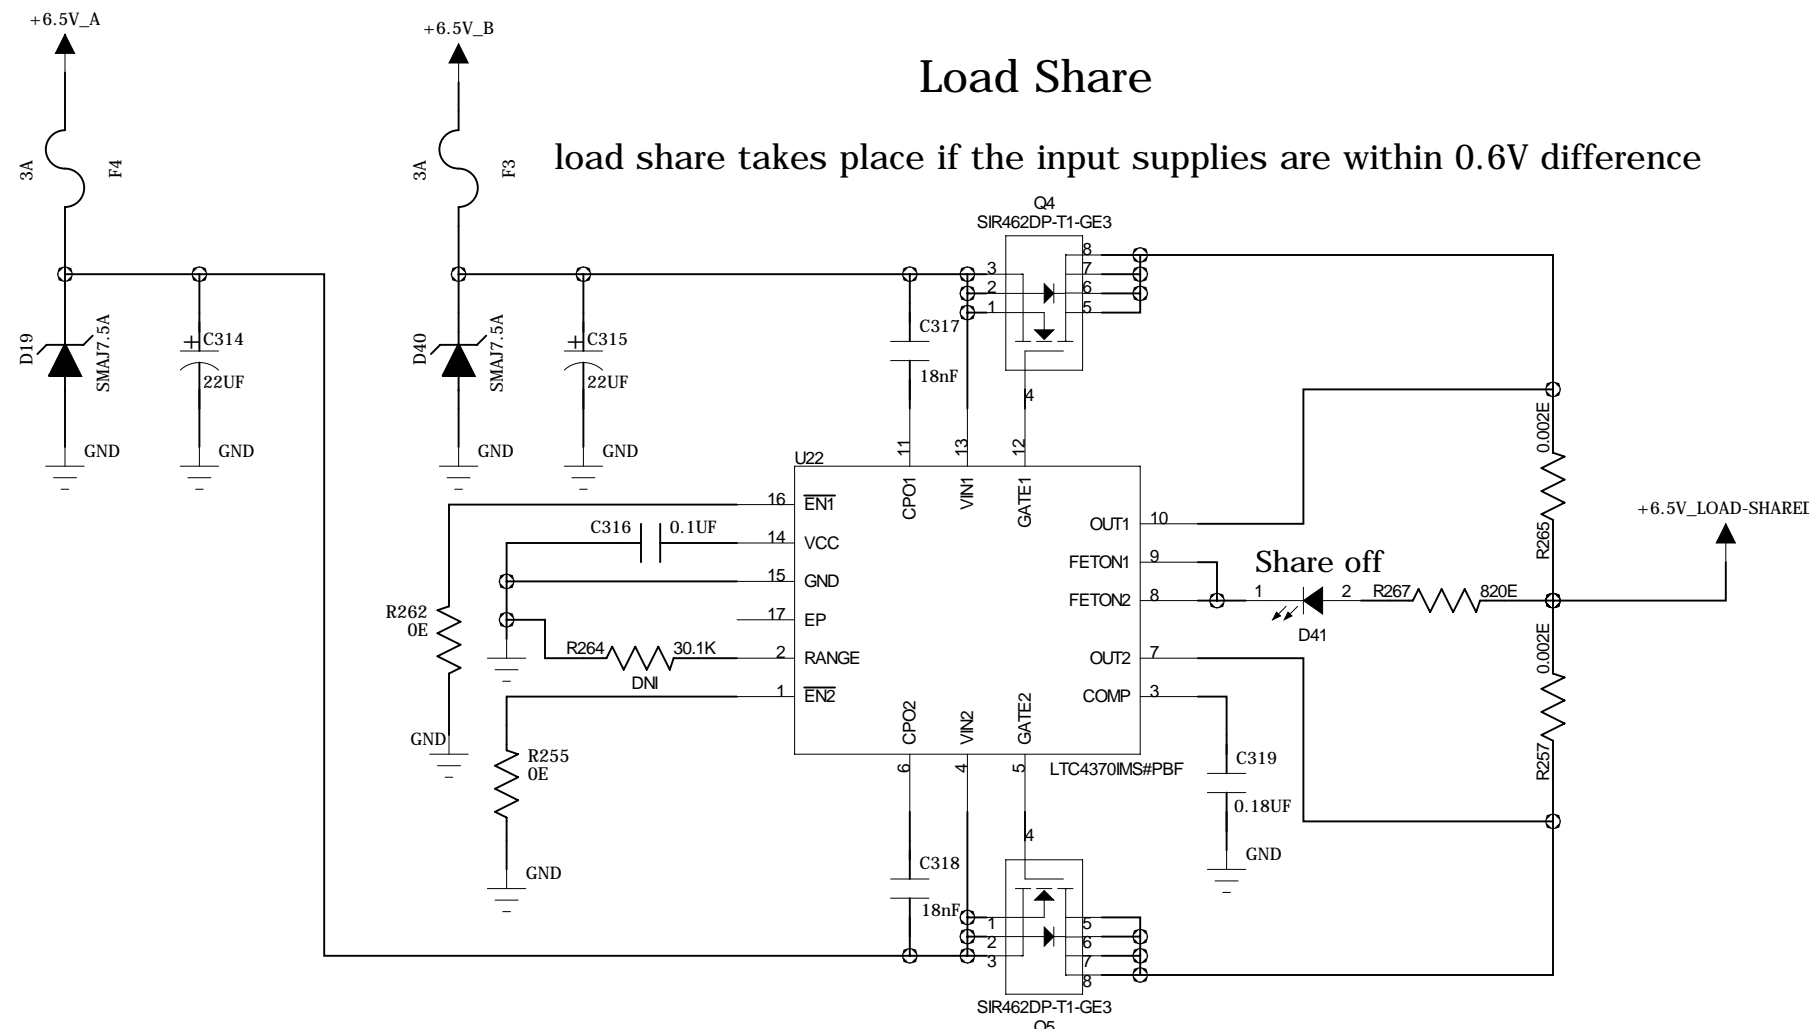 +6.5V_A
+6.5V_B
Load Share
load share takes place if the input supplies are within 0.6V difference
3A
F4
3A
F3
Q4
SIR462DP-T1-GE3
3
2
1
8
7
6
5
4
D19
SMAJ7.5A
C314
22UF
GND
GND
D40
SMAJ7.5A
C315
22UF
GND
GND
C317
18nF
11
13
12
U22
CPO1
VIN1
GATE1
16
EN1
C316
0.1UF
14
VCC
15
GND
17
EP
R264
30.1K
DNI
2
RANGE
1
EN2
R262
0E
GND
R255
0E
GND
OUT1
10
FETON1
9
FETON2
8
OUT2
7
COMP
3
Share off
1
2
D41
R267
820E
0.002E
R265
+6.5V_LOAD-SHARED
0.002E
R257
CPO2
VIN2
GATE2
6
4
5
LTC4370IMS#PBF
C319
0.18UF
GND
C318
18nF
4
1
2
3
5
6
7
8
SIR462DP-T1-GE3
Q5